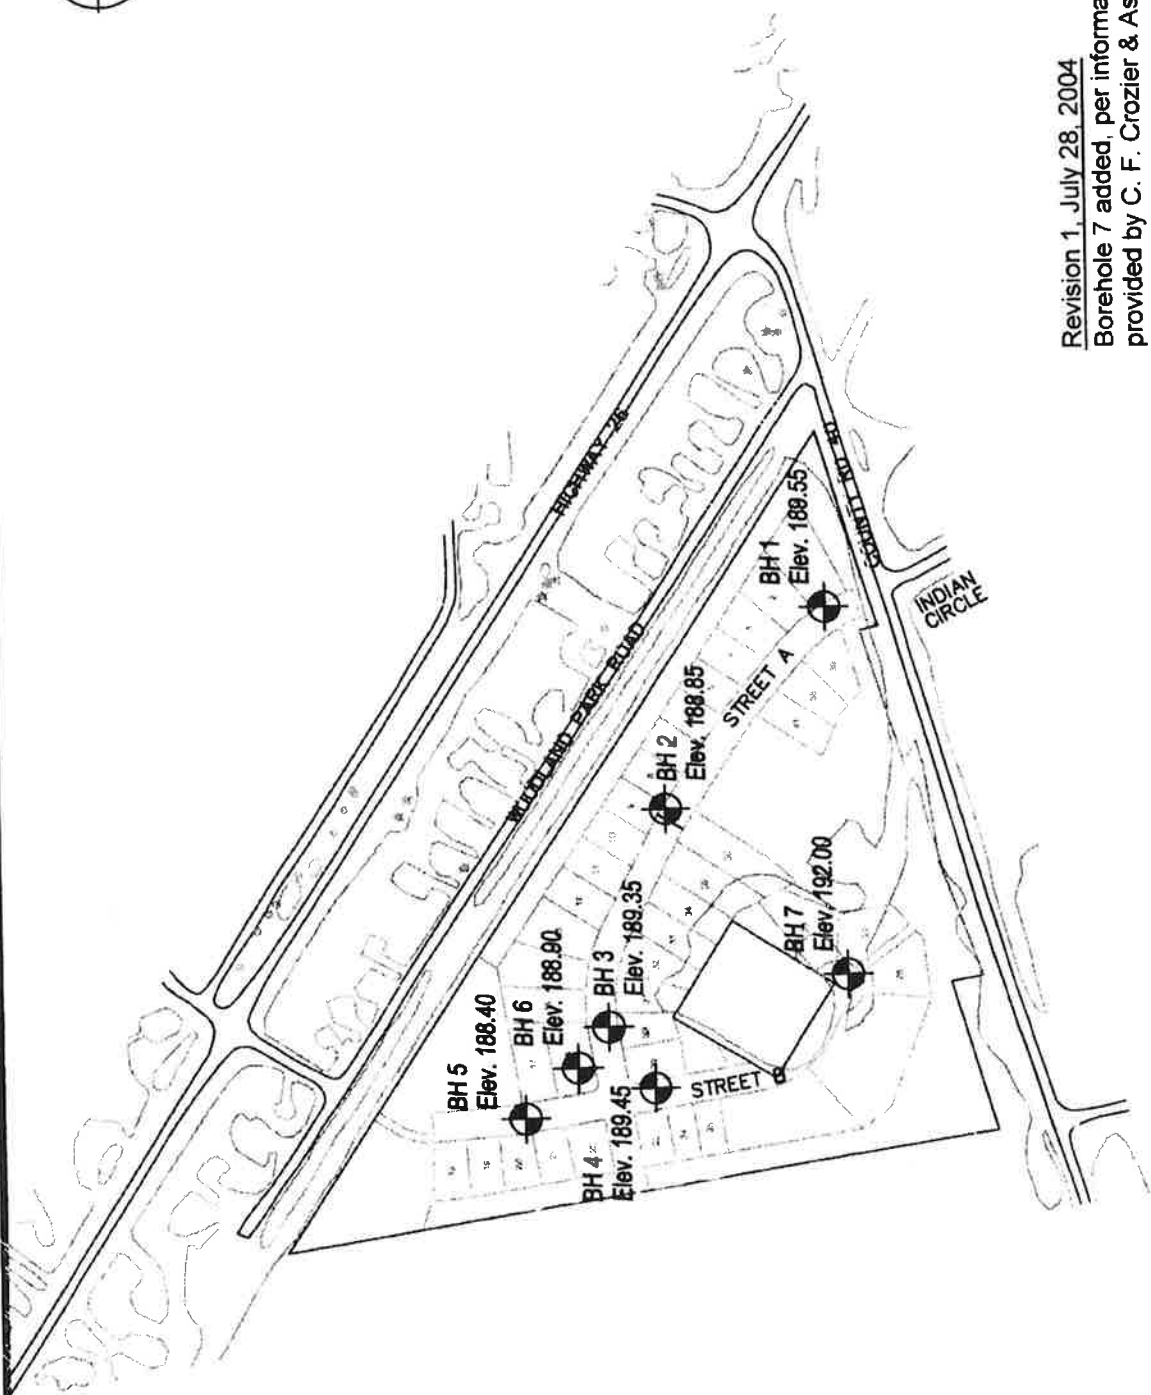 Revision 1, July 28, 2004
Borehole 7 added, per informa
provided by C. F. Crozier & As
HIGHWAY 26
WOODLAND PARK ROAD
COUNTY RD 40
INDIAN
CIRCLE
STREET A
STREET B
BH 1
Elev. 189.55
BH 2
Elev. 188.85
BH 3
Elev. 189.35
BH 4
Elev. 189.45
BH 5
Elev. 188.40
BH 6
Elev. 188.90
BH 7
Elev. 192.00